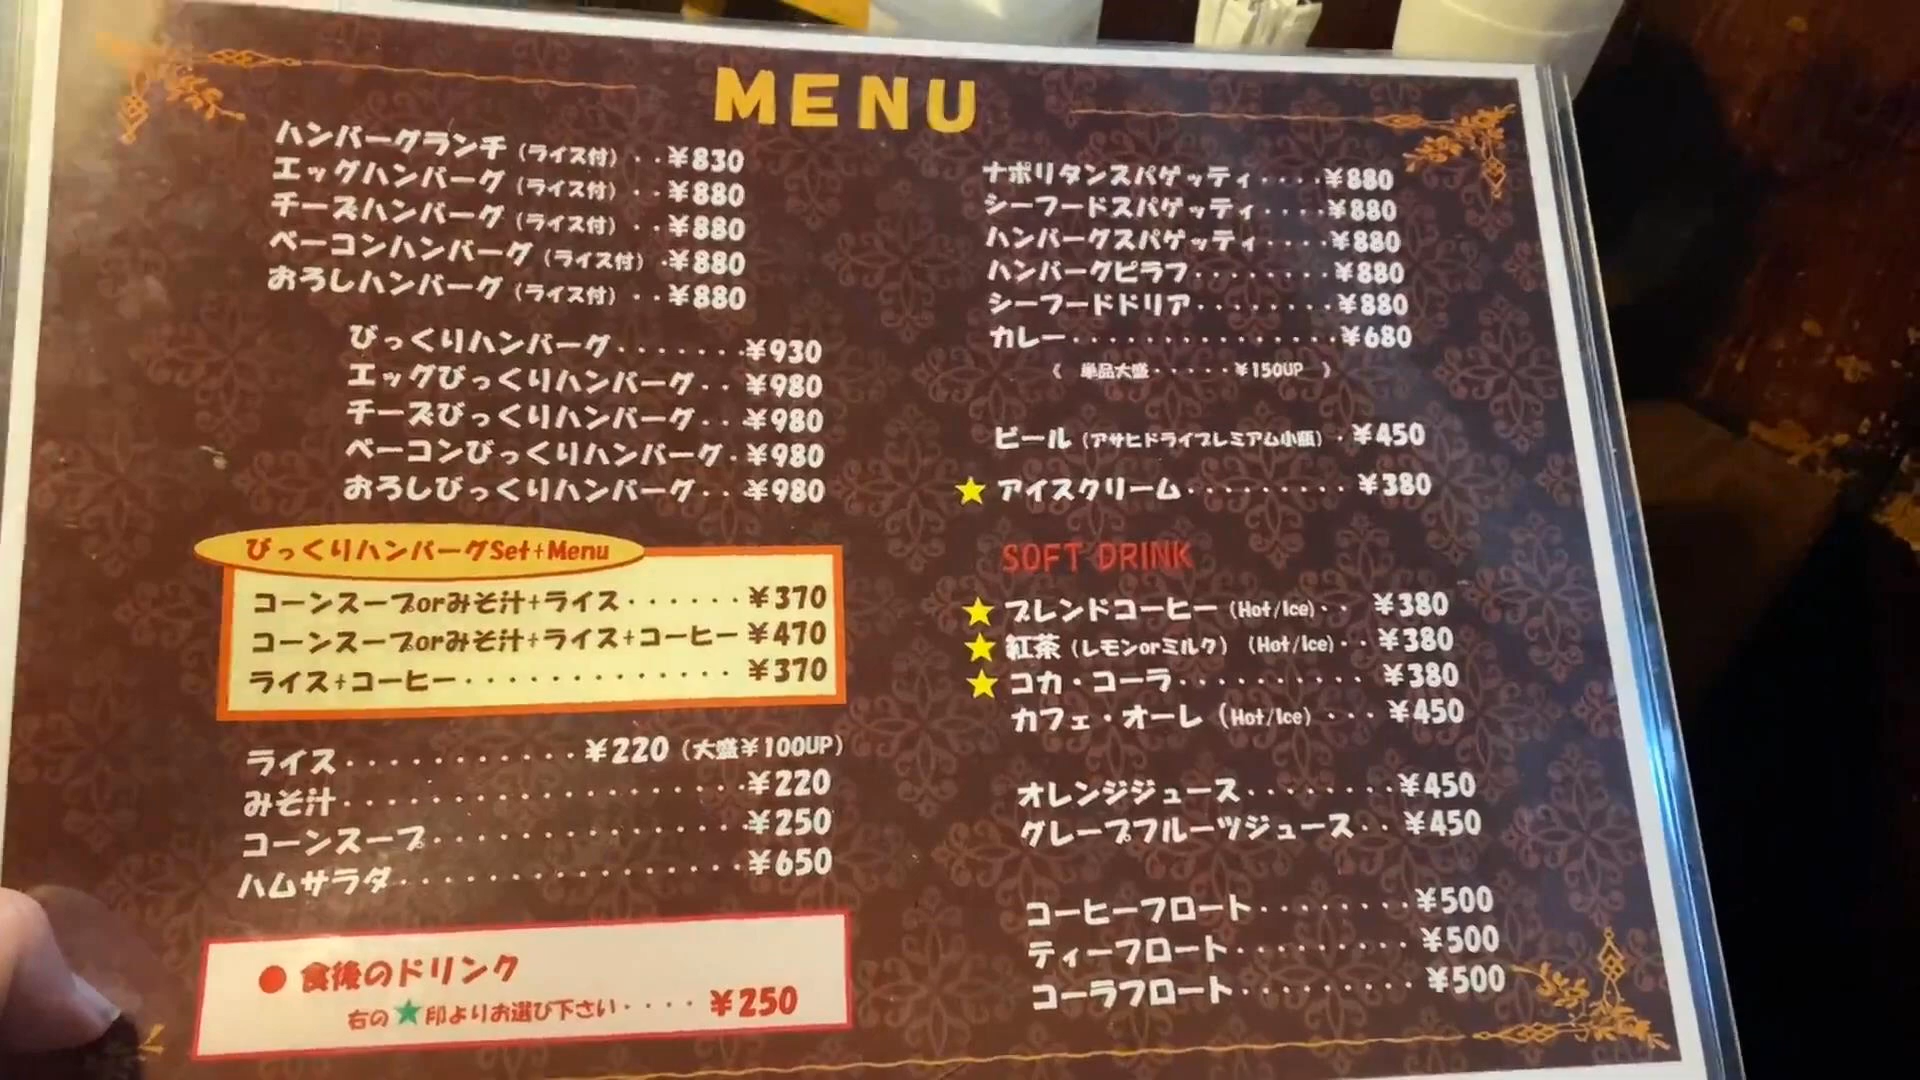 MENU
ハンバーグランチ（ライス付）・・￥830
エッグハンバーグ（ライス付）・・￥880
チーズハンバーグ（ライス付）・・￥880
ベーコンハンバーグ（ライス付）・￥880
おろしハンバーグ（ライス付）・・￥880
びっくりハンバーグ・・・・・・・￥930
エッグびっくりハンバーグ・・￥980
チーズびっくりハンバーグ・・￥980
ベーコンびっくりハンバーグ・￥980
おろしびっくりハンバーグ・・￥980
びっくりハンバーグSet+Menu
コーンスープorみそ汁+ライス・・・・・・￥370
コーンスープorみそ汁+ライス+コーヒー ￥470
ライス+コーヒー・・・・・・・・・・・・・￥370
ライス・・・・・・・・・・・￥220（大盛￥100UP）
みそ汁・・・・・・・・・・・・・・・・・・・￥220
コーンスープ・・・・・・・・・・・・・・・￥250
ハムサラダ・・・・・・・・・・・・・・・・￥650
●食後のドリンク
右の★印よりお選び下さい・・・・￥250
ナポリタンスパゲッティ・・・・￥880
シーフードスパゲッティ・・・・￥880
ハンバーグスパゲッティ・・・・￥880
ハンバーグピラフ・・・・・・・・￥880
シーフードドリア・・・・・・・・￥880
カレー・・・・・・・・・・・・・・・￥680
《 単品大盛・・・・・￥150UP 》
ビール（アサヒドライプレミアム小瓶）・￥450
★アイスクリーム・・・・・・・・・￥380
SOFT DRINK
★ブレンドコーヒー（Hot/Ice）・・ ￥380
★紅茶（レモンorミルク）（Hot/Ice）・・￥380
★コカ・コーラ・・・・・・・・・・￥380
カフェ・オーレ（Hot/Ice）・・・￥450
オレンジジュース・・・・・・・・￥450
グレープフルーツジュース・・￥450
コーヒーフロート・・・・・・・・￥500
ティーフロート・・・・・・・・・￥500
コーラフロート・・・・・・・・・￥500